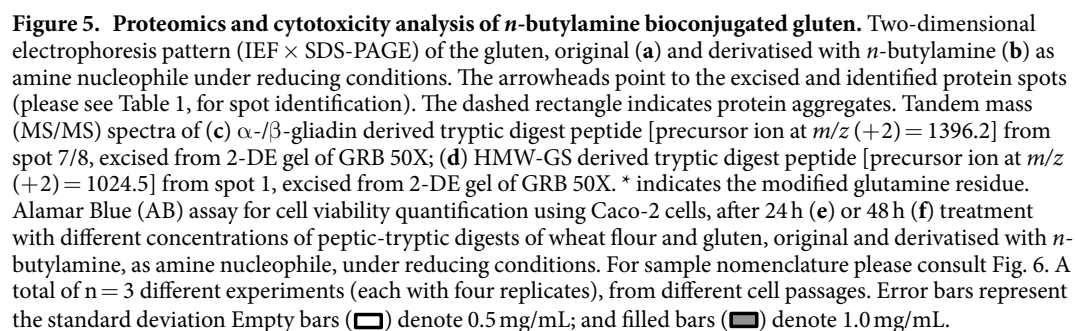 Figure 5. Proteomics and cytotoxicity analysis of n-butylamine bioconjugated gluten. Two-dimensional
electrophoresis pattern (IEF × SDS-PAGE) of the gluten, original (a) and derivatised with n-butylamine (b) as
amine nucleophile under reducing conditions. The arrowheads point to the excised and identified protein spots
(please see Table 1, for spot identification). The dashed rectangle indicates protein aggregates. Tandem mass
(MS/MS) spectra of (c) α-/β-gliadin derived tryptic digest peptide [precursor ion at m/z (+2) = 1396.2] from
spot 7/8, excised from 2-DE gel of GRB 50X; (d) HMW-GS derived tryptic digest peptide [precursor ion at m/z
(+2) = 1024.5] from spot 1, excised from 2-DE gel of GRB 50X. * indicates the modified glutamine residue.
Alamar Blue (AB) assay for cell viability quantification using Caco-2 cells, after 24 h (e) or 48 h (f) treatment
with different concentrations of peptic-tryptic digests of wheat flour and gluten, original and derivatised with n-
butylamine, as amine nucleophile, under reducing conditions. For sample nomenclature please consult Fig. 6. A
total of n = 3 different experiments (each with four replicates), from different cell passages. Error bars represent
the standard deviation Empty bars (▭) denote 0.5 mg/mL; and filled bars (▬) denote 1.0 mg/mL.